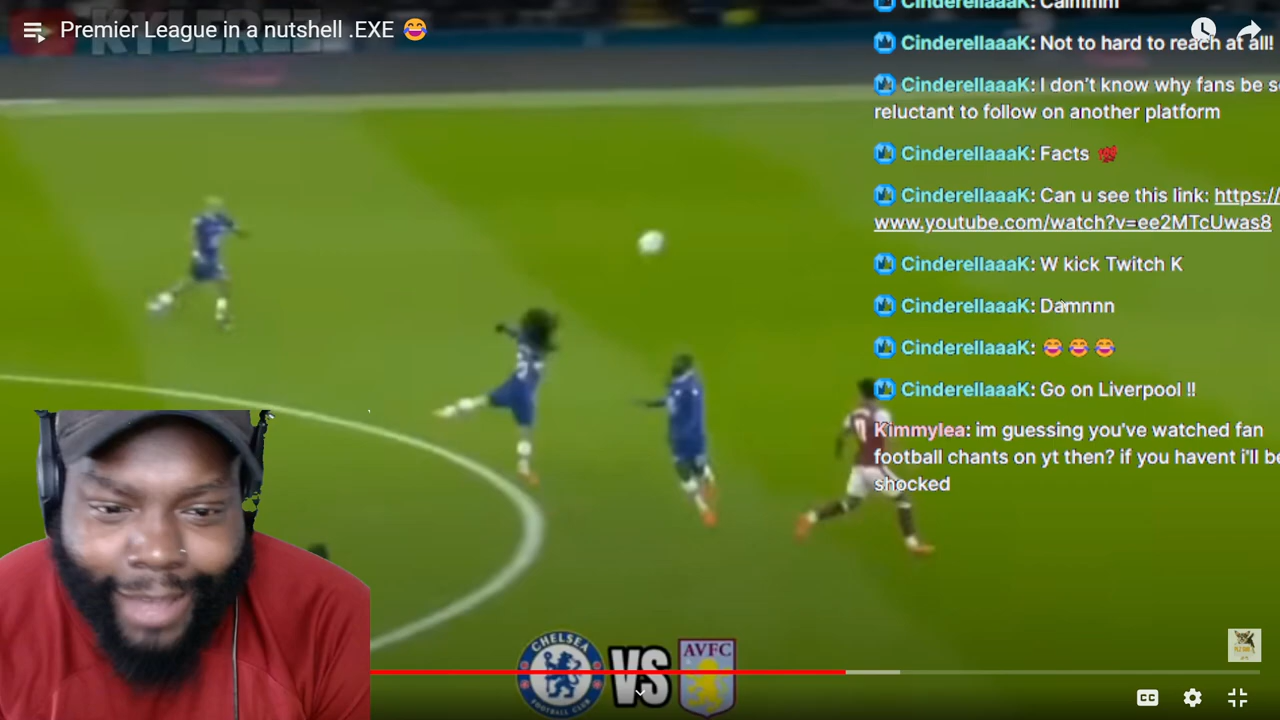 Premier League in a nutshell .EXE 😂
CinderellaaaK: Calmmm
CinderellaaaK: Not to hard to reach at all!
CinderellaaaK: I don't know why fans be s
reluctant to follow on another platform
CinderellaaaK: Facts 💯
CinderellaaaK: Can u see this link: https://
www.youtube.com/watch?v=ee2MTcUwas8
CinderellaaaK: W kick Twitch K
CinderellaaaK: Damnnn
CinderellaaaK: 😂 😂 😂
CinderellaaaK: Go on Liverpool !!
Kimmylea: im guessing you've watched fan
football chants on yt then? if you havent i'll be
shocked
CHELSEA
FOOTBALL CLUB
VS
AVFC
CC